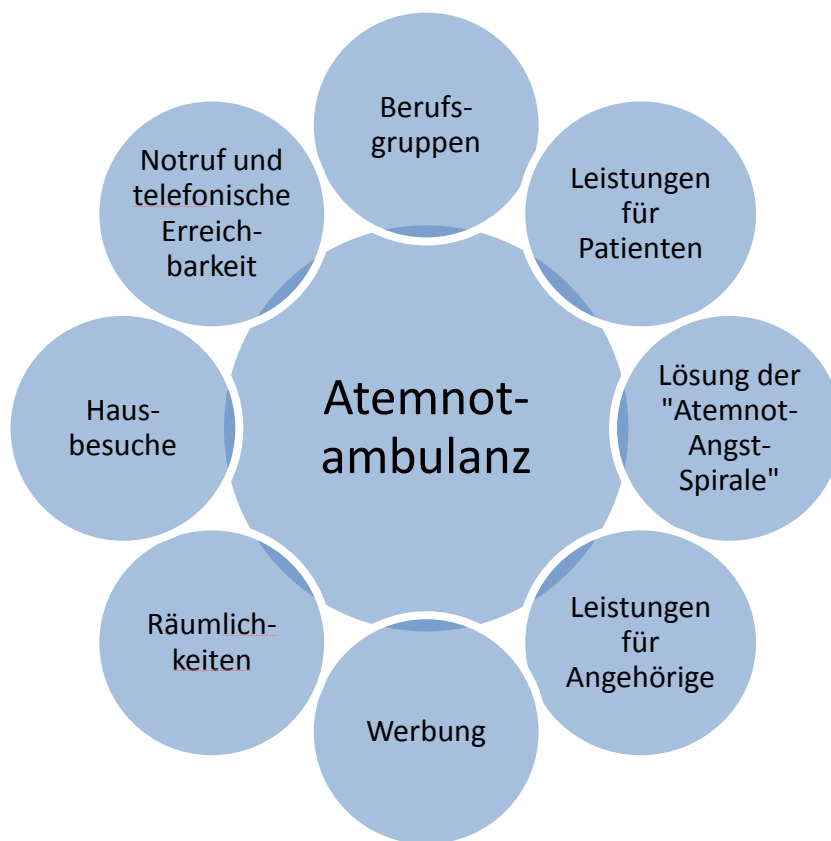 Berufs-
gruppen
Leistungen
für
Patienten
Lösung der
"Atemnot-
Angst-
Spirale"
Leistungen
für
Angehörige
Werbung
Räumlich-
keiten
Haus-
besuche
Notruf und
telefonische
Erreich-
barkeit
Atemnot-
ambulanz